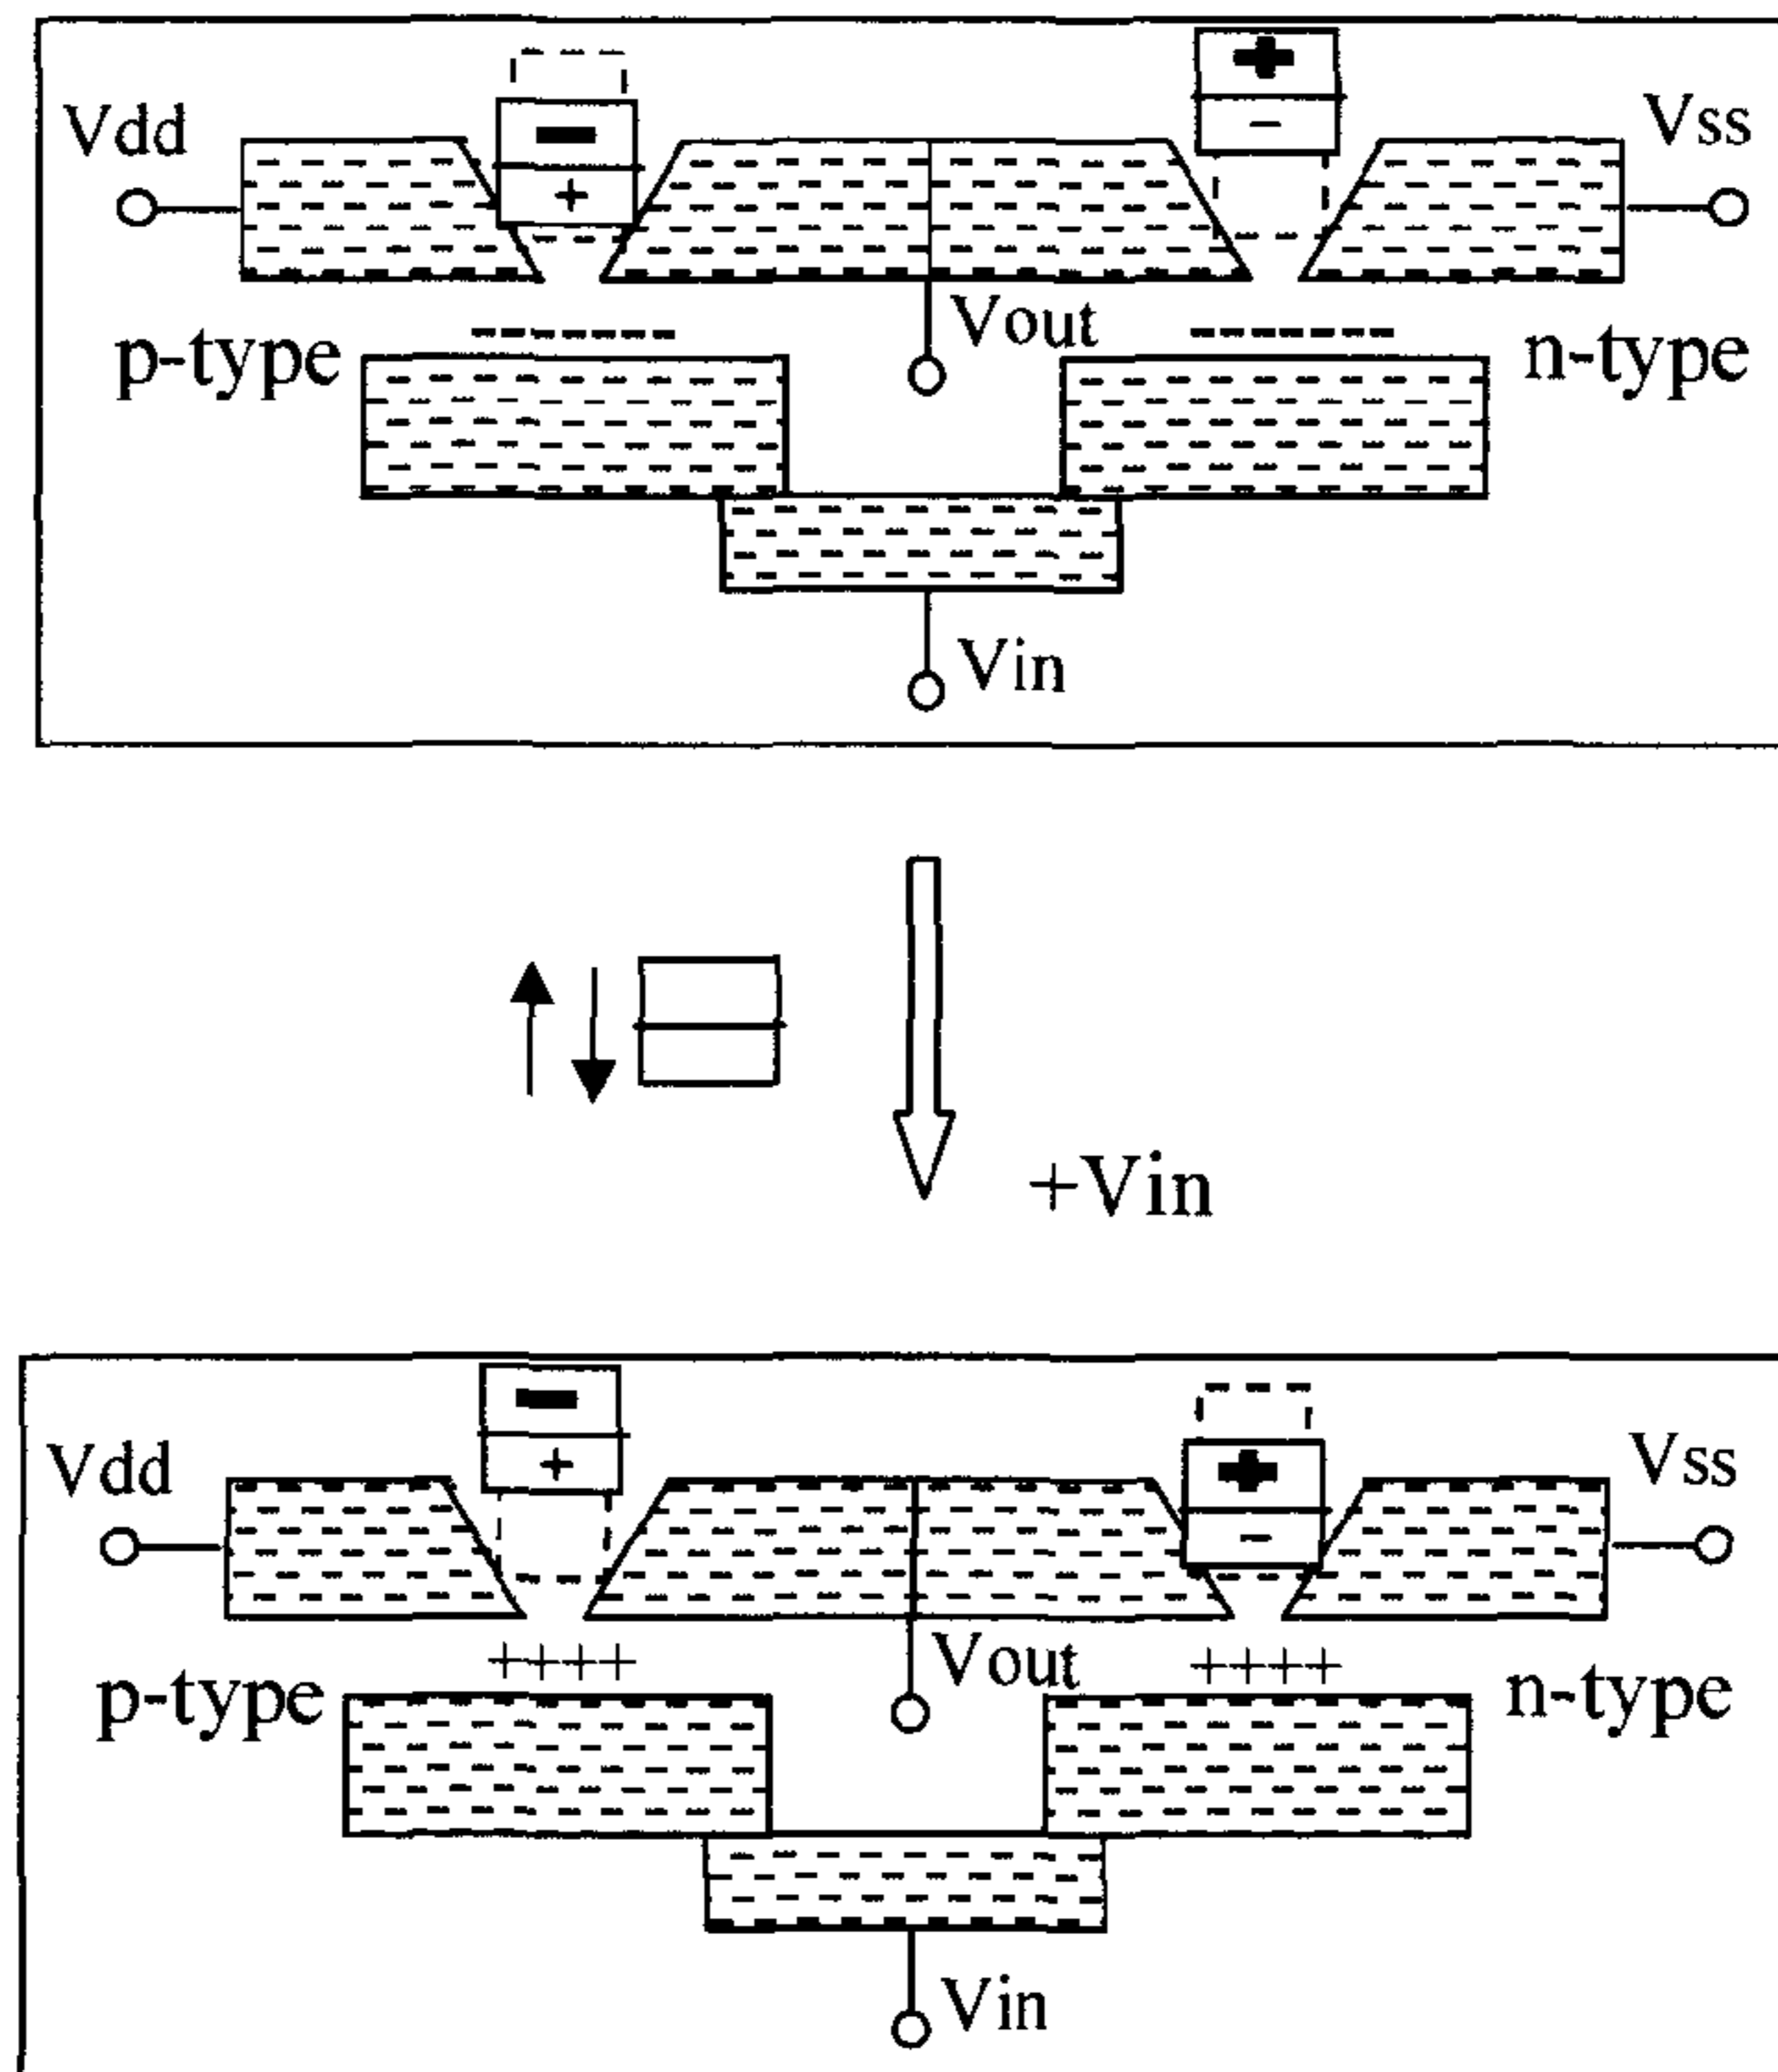 Vdd
−
+
+
-
Vss
Vout
p-type
n-type
Vin
+Vin
−
+
+
-
Vdd
Vss
++++
++++
Vout
p-type
n-type
Vin